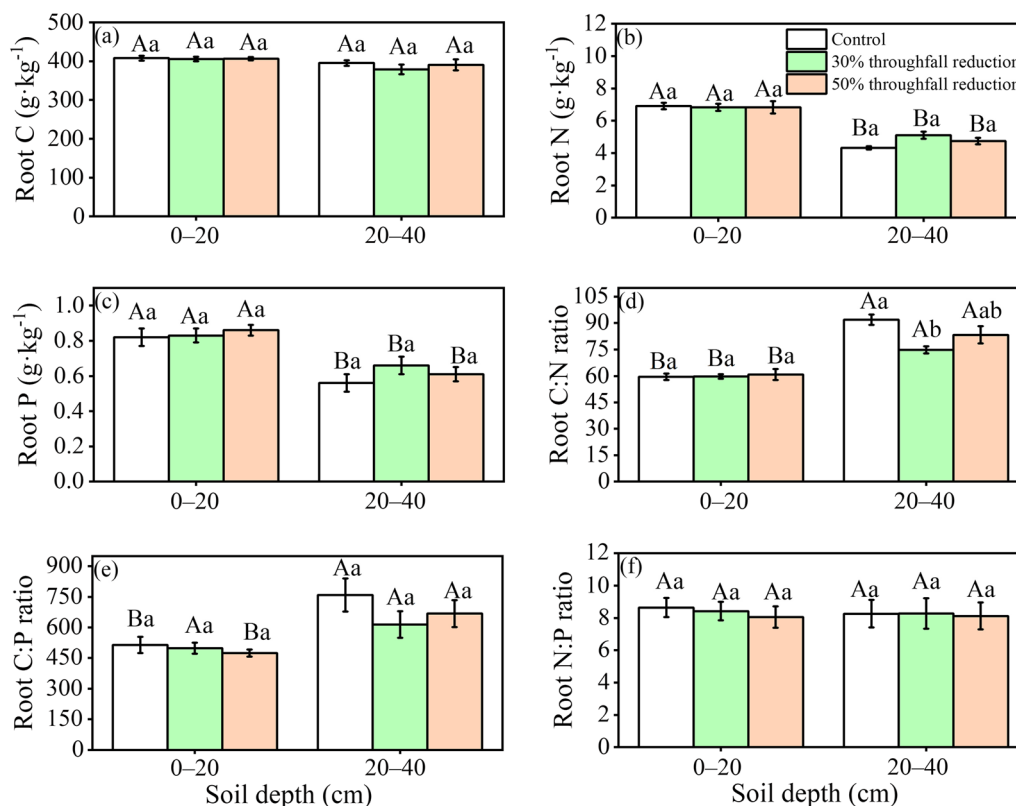 (a)
Root C (g·kg⁻¹)
500
400
300
200
100
0
Aa Aa Aa Aa Aa Aa
0–20 20–40
(b)
Root N (g·kg⁻¹)
12
10
8
6
4
2
0
Control
30% throughfall reduction
50% throughfall reduction
Aa Aa Aa Ba Ba Ba
0–20 20–40
(c)
Root P (g·kg⁻¹)
1.0
0.8
0.6
0.4
0.2
0.0
Aa Aa Aa Ba Ba Ba
0–20 20–40
(d)
Root C:N ratio
105
90
75
60
45
30
15
0
Ba Ba Ba Aa Ab Aab
0–20 20–40
(e)
Root C:P ratio
900
750
600
450
300
150
0
Ba Aa Ba Aa Aa Aa
0–20 20–40
Soil depth (cm)
(f)
Root N:P ratio
12
10
8
6
4
2
0
Aa Aa Aa Aa Aa Aa
0–20 20–40
Soil depth (cm)